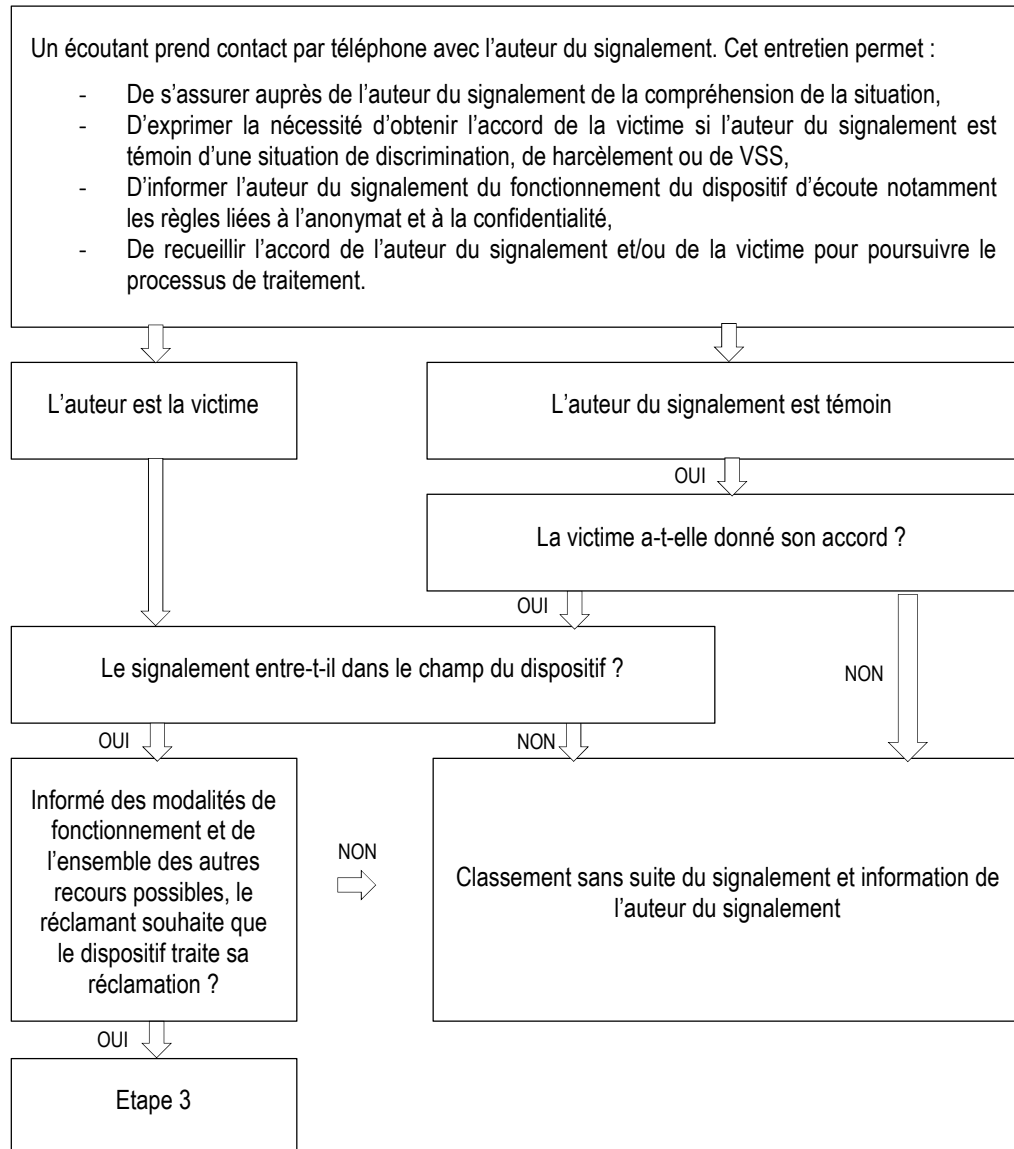 Un écoutant prend contact par téléphone avec l’auteur du signalement. Cet entretien permet :
- De s’assurer auprès de l’auteur du signalement de la compréhension de la situation,
- D’exprimer la nécessité d’obtenir l’accord de la victime si l’auteur du signalement est
témoin d’une situation de discrimination, de harcèlement ou de VSS,
- D’informer l’auteur du signalement du fonctionnement du dispositif d’écoute notamment
les règles liées à l’anonymat et à la confidentialité,
- De recueillir l’accord de l’auteur du signalement et/ou de la victime pour poursuivre le
processus de traitement.
L’auteur est la victime
L’auteur du signalement est témoin
OUI
La victime a-t-elle donné son accord ?
OUI
NON
Le signalement entre-t-il dans le champ du dispositif ?
OUI
NON
Informé des modalités de
fonctionnement et de
l’ensemble des autres
recours possibles, le
réclamant souhaite que
le dispositif traite sa
réclamation ?
NON
Classement sans suite du signalement et information de
l’auteur du signalement
OUI
Etape 3